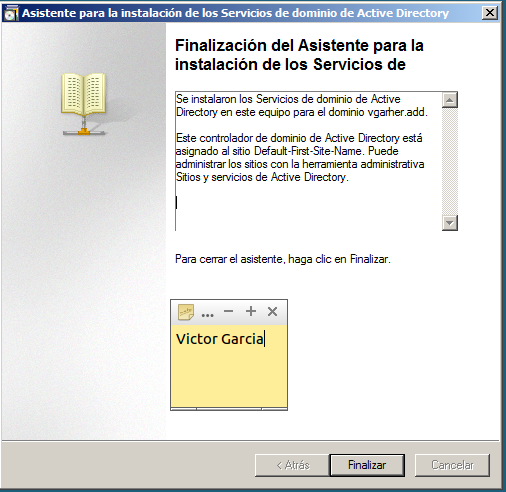 Asistente para la instalación de los Servicios de dominio de Active Directory
Finalización del Asistente para la
instalación de los Servicios de
Se instalaron los Servicios de dominio de Active
Directory en este equipo para el dominio vgarher.add.
Este controlador de dominio de Active Directory está
asignado al sitio Default-First-Site-Name. Puede
administrar los sitios con la herramienta administrativa
Sitios y servicios de Active Directory.
Para cerrar el asistente, haga clic en Finalizar.
...
Victor Garcia
< Atrás
Finalizar
Cancelar